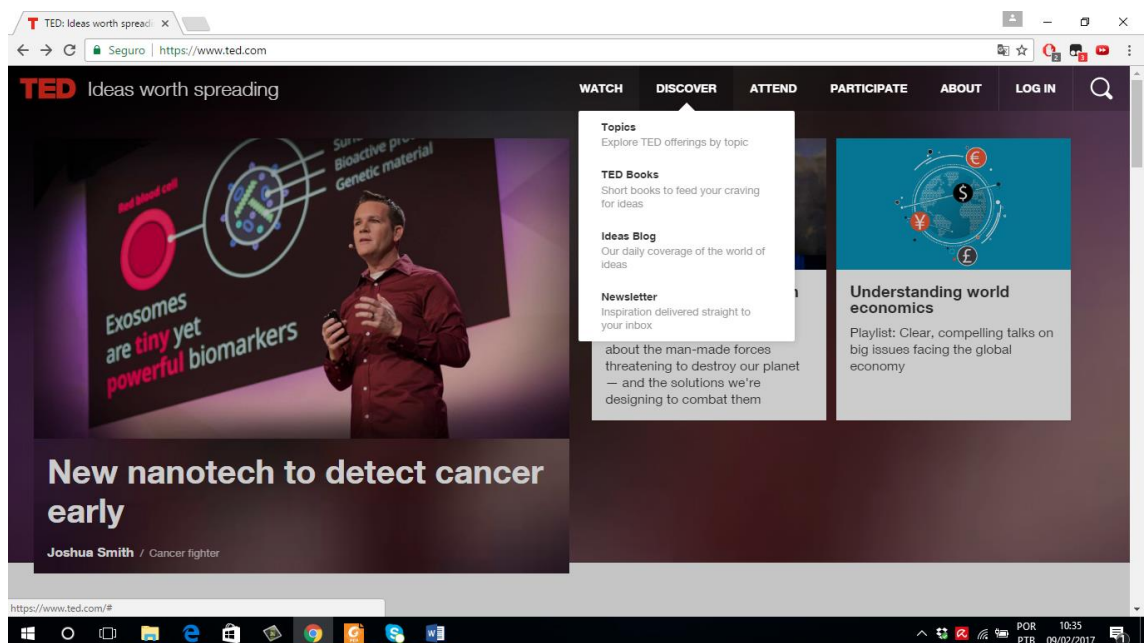 TED: Ideas worth spread
Seguro | https://www.ted.com
2
3
TED Ideas worth spreading
WATCH DISCOVER ATTEND PARTICIPATE ABOUT LOG IN
Topics
Explore TED offerings by topic
TED Books
Short books to feed your craving
for ideas
Ideas Blog
Our daily coverage of the world of
ideas
Newsletter
Inspiration delivered straight to
your inbox
Red blood cell
Bioactive
Genetic material
Exosomes
are tiny yet
powerful biomarkers
about the man-made forces
threatening to destroy our planet
— and the solutions we're
designing to combat them
€
$
¥
£
Understanding world
economics
Playlist: Clear, compelling talks on
big issues facing the global
economy
New nanotech to detect cancer
early
Joshua Smith / Cancer fighter
https://www.ted.com/#
POR
PTB
10:35
09/02/2017